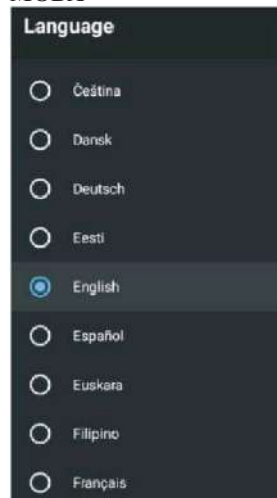 Language
Čeština
Dansk
Deutsch
Eesti
English
Español
Euskara
Filipino
Français